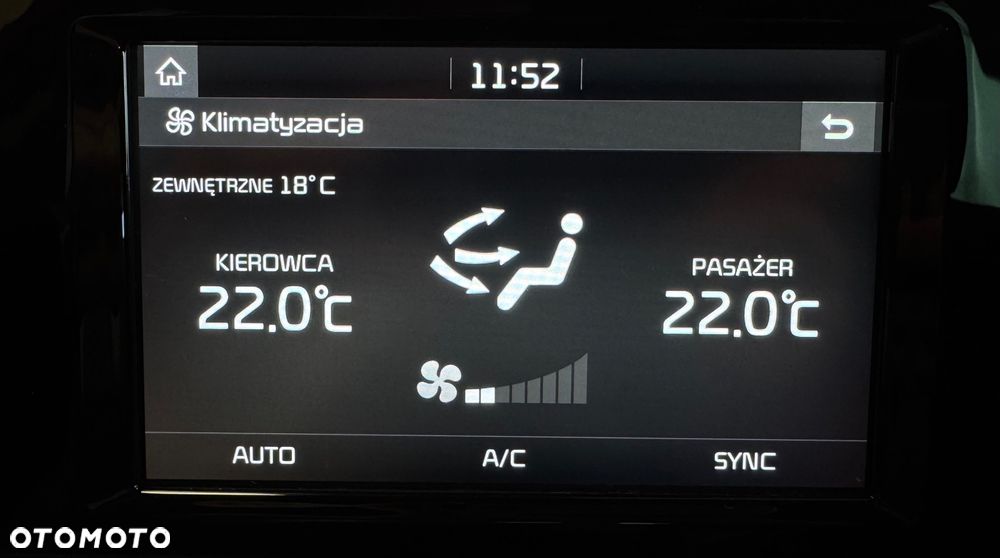 11:52
Klimatyzacja
ZEWNĘTRZNE 18°C
KIEROWCA
22.0°C
PASAŻER
22.0°C
AUTO
A/C
SYNC
OTOMOTO